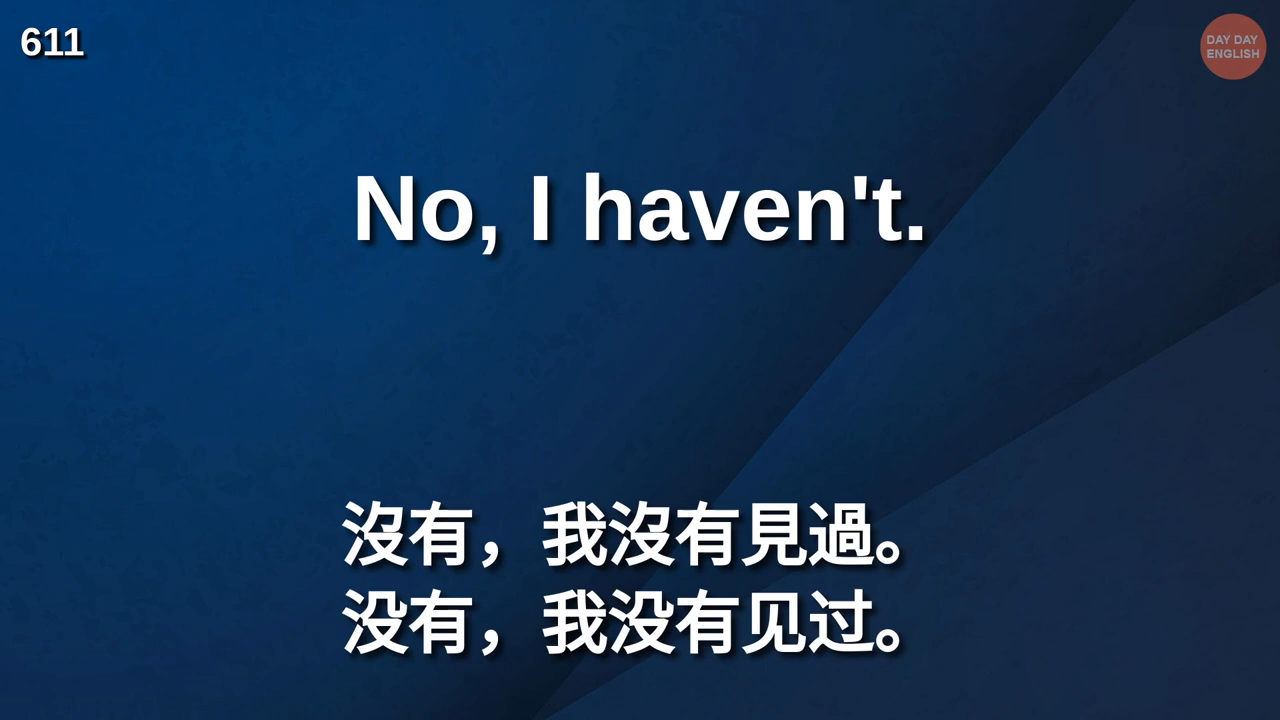 611
DAY DAY
ENGLISH
No, I haven't.
沒有，我沒有見過。
没有，我没有见过。